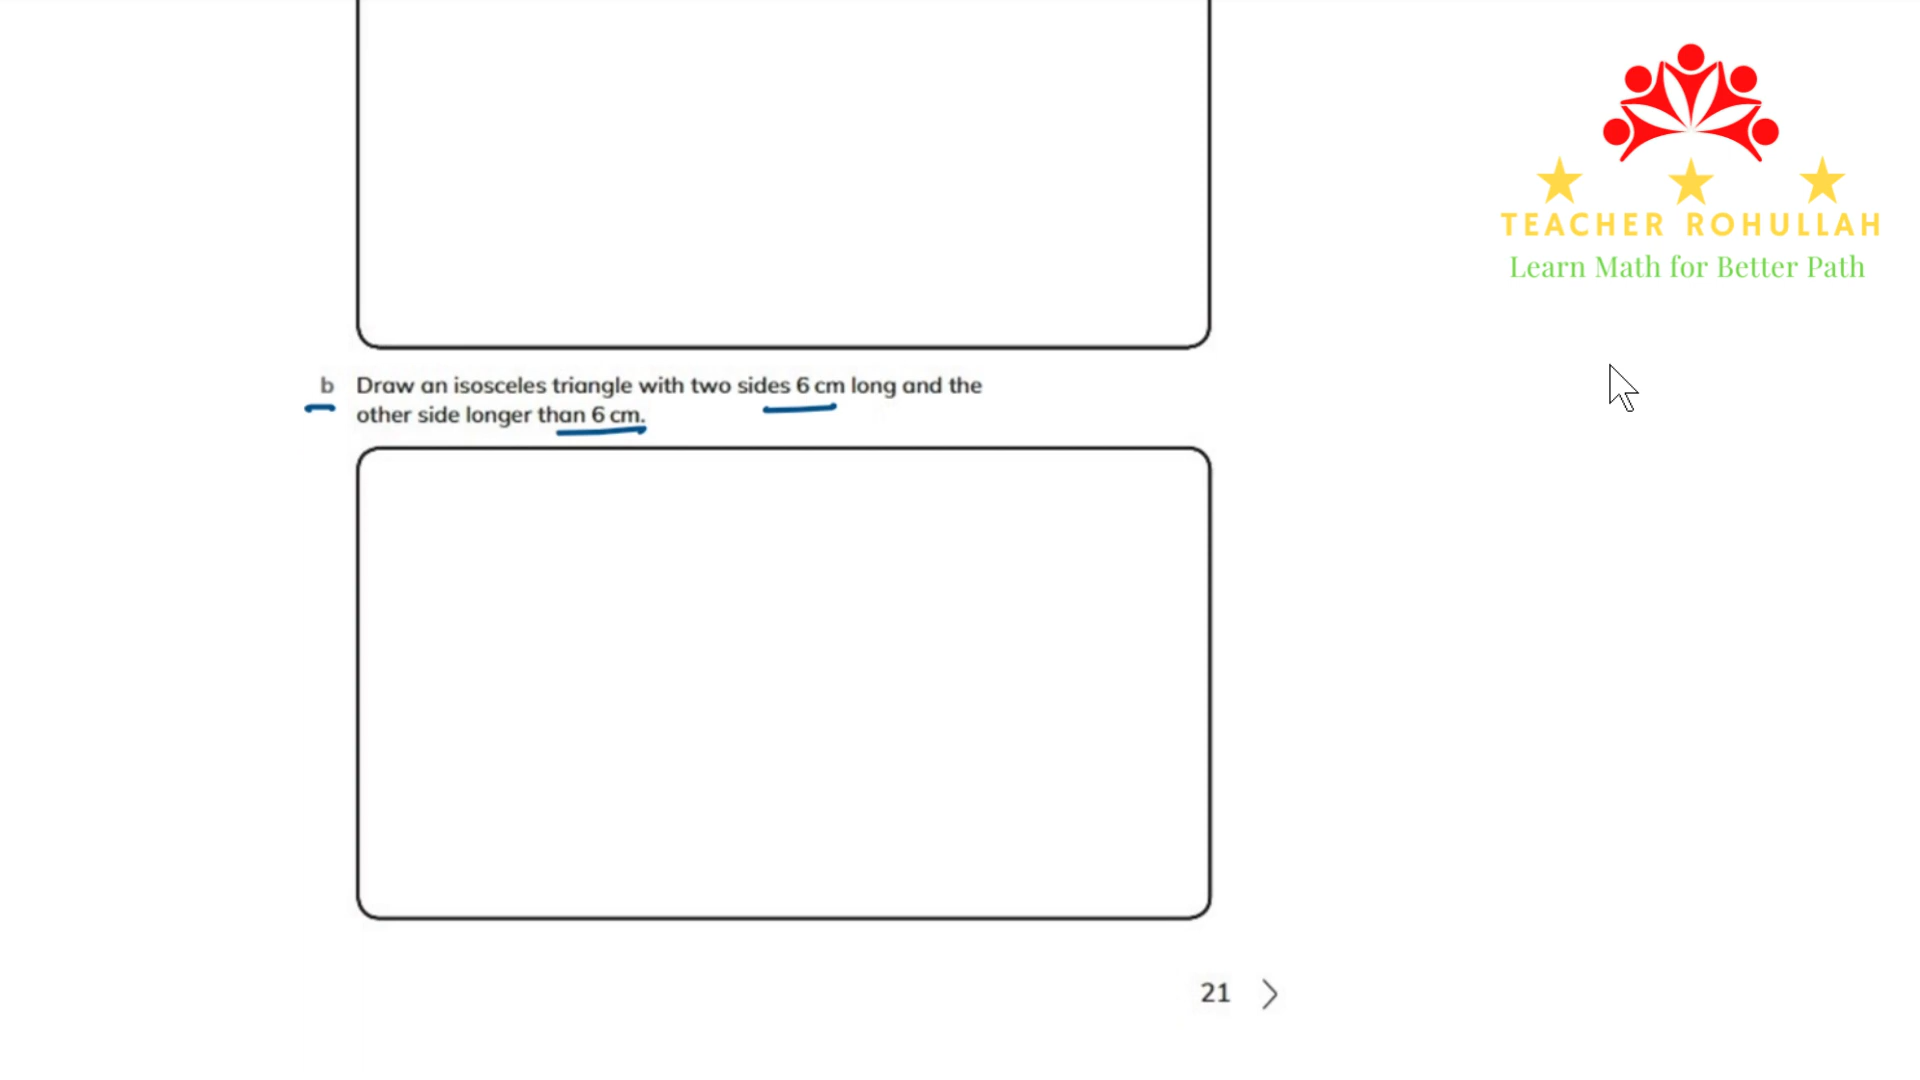 TEACHER ROHULLAH
Learn Math for Better Path
b Draw an isosceles triangle with two sides 6 cm long and the
other side longer than 6 cm.
21